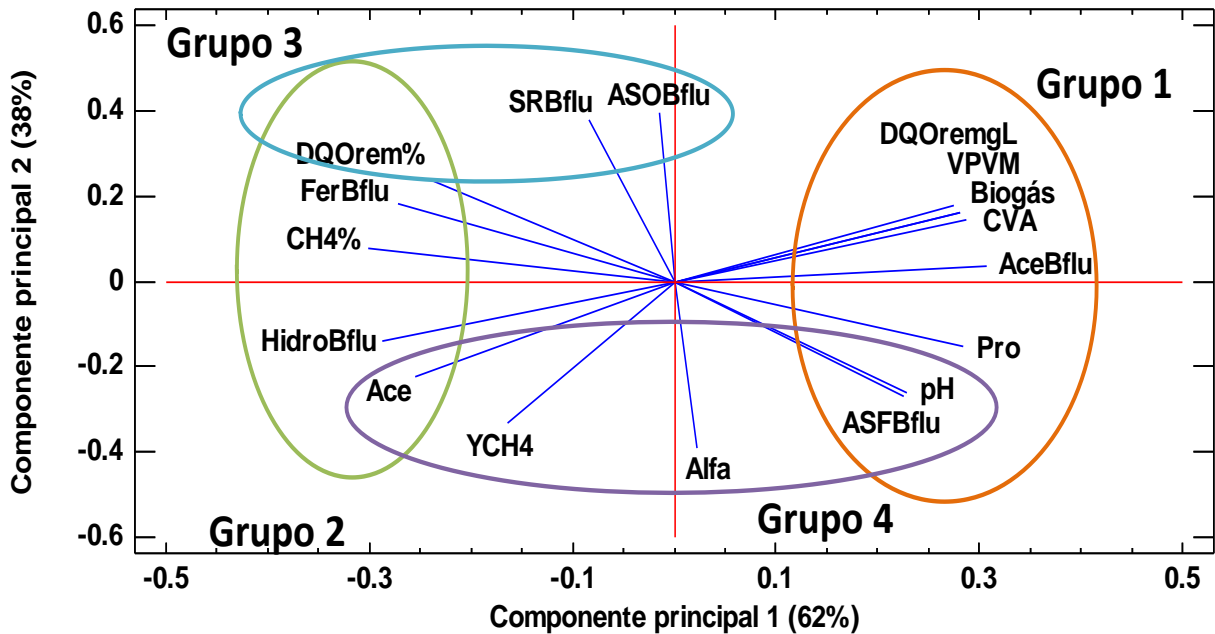 Grupo 3
Grupo 1
Grupo 2
Grupo 4
SRBflu
ASOBflu
DQOrem%
FerBflu
CH4%
HidroBflu
Ace
YCH4
Alfa
DQOremgL
VPVM
Biogás
CVA
AceBflu
Pro
pH
ASFBflu
Componente principal 2 (38%)
0.6
0.4
0.2
0
-0.2
-0.4
-0.6
-0.5
-0.3
-0.1
0.1
0.3
0.5
Componente principal 1 (62%)